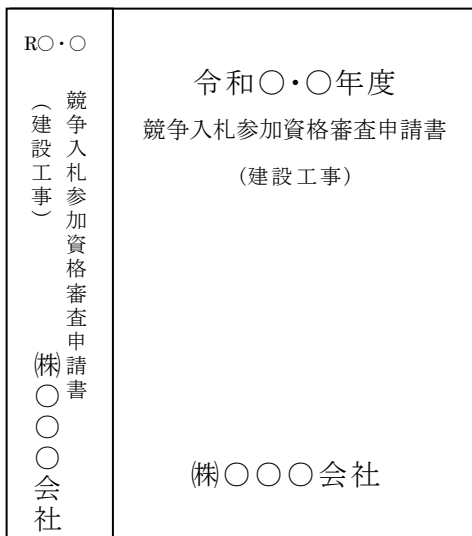 R○・○
競争入札参加資格審査申請書
（建設工事）
㈱○○○会社
令和○・○年度
競争入札参加資格審査申請書
（建設工事）
㈱○○○会社